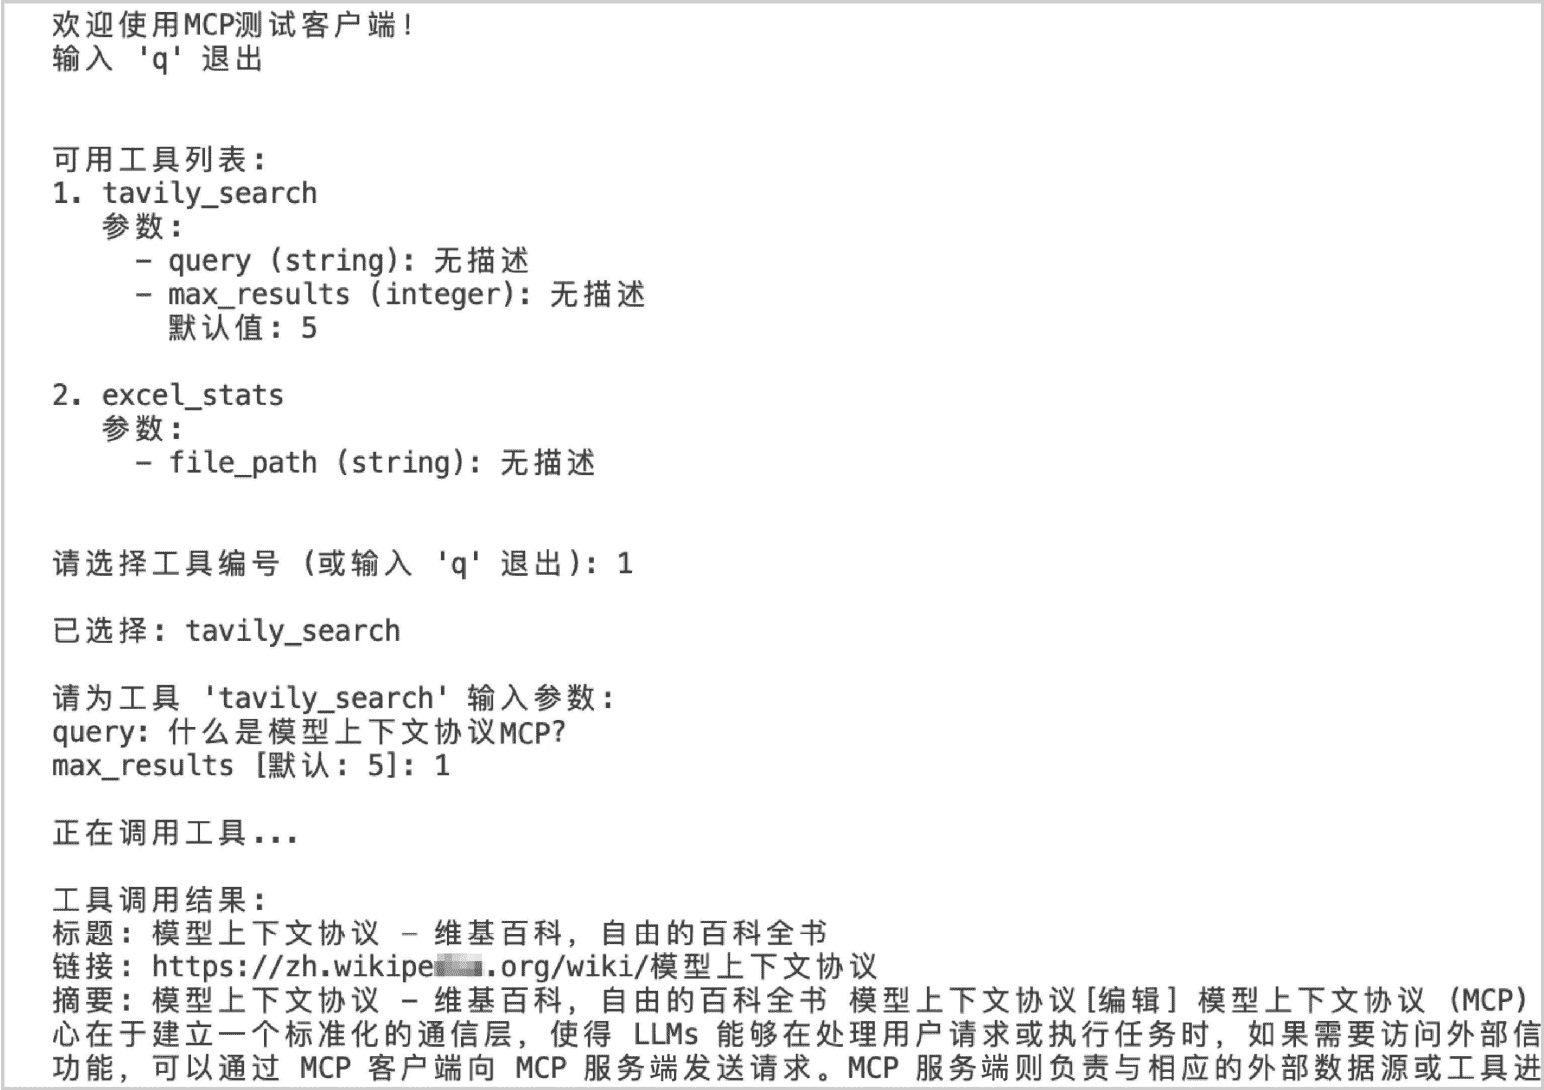 欢迎使用MCP测试客户端！
输入 'q' 退出
可用工具列表：
1. tavily_search
参数：
- query (string): 无描述
- max_results (integer): 无描述
默认值: 5
2. excel_stats
参数：
- file_path (string): 无描述
请选择工具编号 (或输入 'q' 退出): 1
已选择: tavily_search
请为工具 'tavily_search' 输入参数：
query: 什么是模型上下文协议MCP?
max_results [默认: 5]: 1
正在调用工具...
工具调用结果：
标题: 模型上下文协议 - 维基百科, 自由的百科全书
链接: https://zh.wikipe .org/wiki/模型上下文协议
摘要: 模型上下文协议 - 维基百科, 自由的百科全书 模型上下文协议[编辑] 模型上下文协议 (MCP)
心在于建立一个标准化的通信层, 使得 LLMs 能够在处理用户请求或执行任务时, 如果需要访问外部信
功能, 可以通过 MCP 客户端向 MCP 服务端发送请求。MCP 服务端则负责与相应的外部数据源或工具进